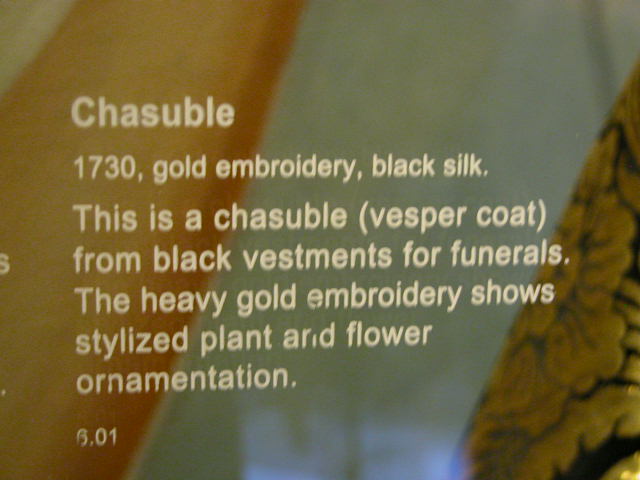 Chasuble
1730, gold embroidery, black silk.
This is a chasuble (vesper coat)
from black vestments for funerals.
s
The heavy gold embroidery shows
stylized plant and flower
ornamentation.
.
6.01